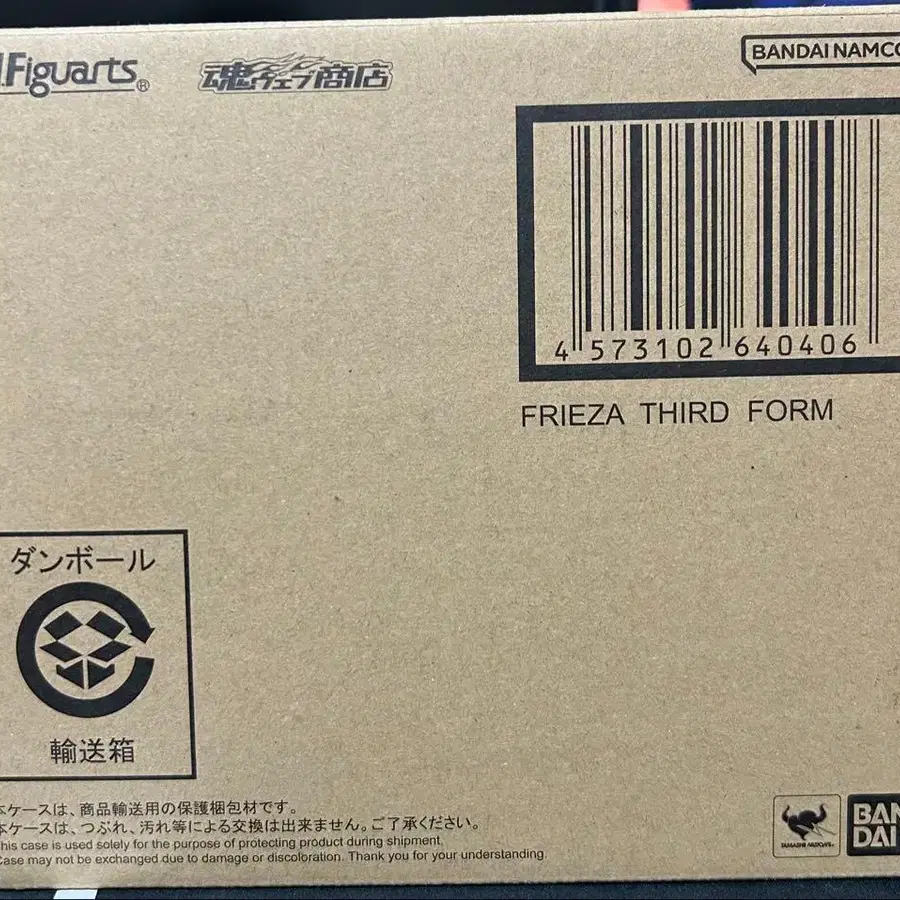 .Figuarts®
魂ウェブ商店
BANDAI NAMCO
4 573102 640406
FRIEZA THIRD FORM
ダンボール
輸送箱
本ケースは、商品輸送用の保護梱包材です。
本ケースは、つぶれ、汚れ等による交換は出来ません。ご了承ください。
his case is used solely for the purpose of protecting product during shipment.
Case may not be exchanged due to damage or discoloration. Thank you for your understanding.
TAMASHII NATIONS
BAN
DAI